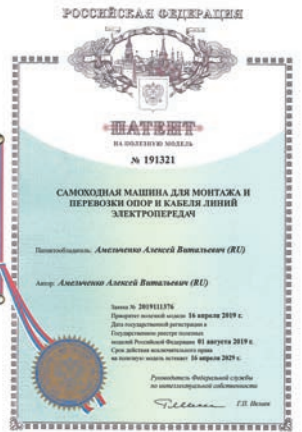 РОССИЙСКАЯ ФЕДЕРАЦИЯ
ПАТЕНТ
НА ПОЛЕЗНУЮ МОДЕЛЬ
№ 191321
САМОХОДНАЯ МАШИНА ДЛЯ МОНТАЖА И
ПЕРЕВОЗКИ ОПОР И КАБЕЛЯ ЛИНИЙ
ЭЛЕКТРОПЕРЕДАЧ
Патентообладатель: Амельченко Алексей Витальевич (RU)
Автор: Амельченко Алексей Витальевич (RU)
Заявка № 2019111376
Приоритет полезной модели 16 апреля 2019 г.
Дата государственной регистрации в
Государственном реестре полезных
моделей Российской Федерации 01 августа 2019 г.
Срок действия исключительного права
на полезную модель истекает 16 апреля 2029 г.
Руководитель Федеральной службы
по интеллектуальной собственности
Г.П. Ивлиев